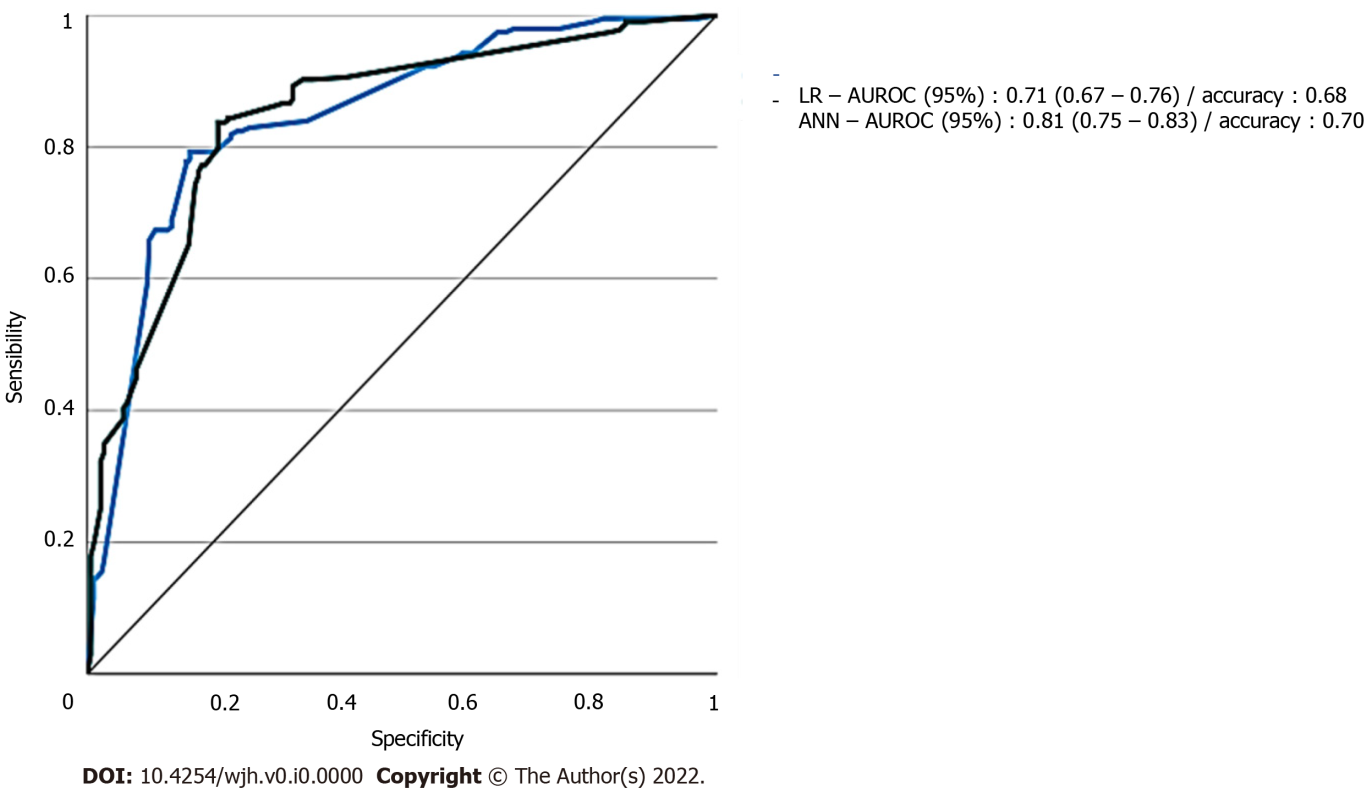 1
0.8
0.6
0.4
0.2
0
0.2
0.4
0.6
0.8
1
Sensibility
Specificity
LR – AUROC (95%) : 0.71 (0.67 – 0.76) / accuracy : 0.68
ANN – AUROC (95%) : 0.81 (0.75 – 0.83) / accuracy : 0.70
DOI: 10.4254/wjh.v0.i0.0000 Copyright © The Author(s) 2022.